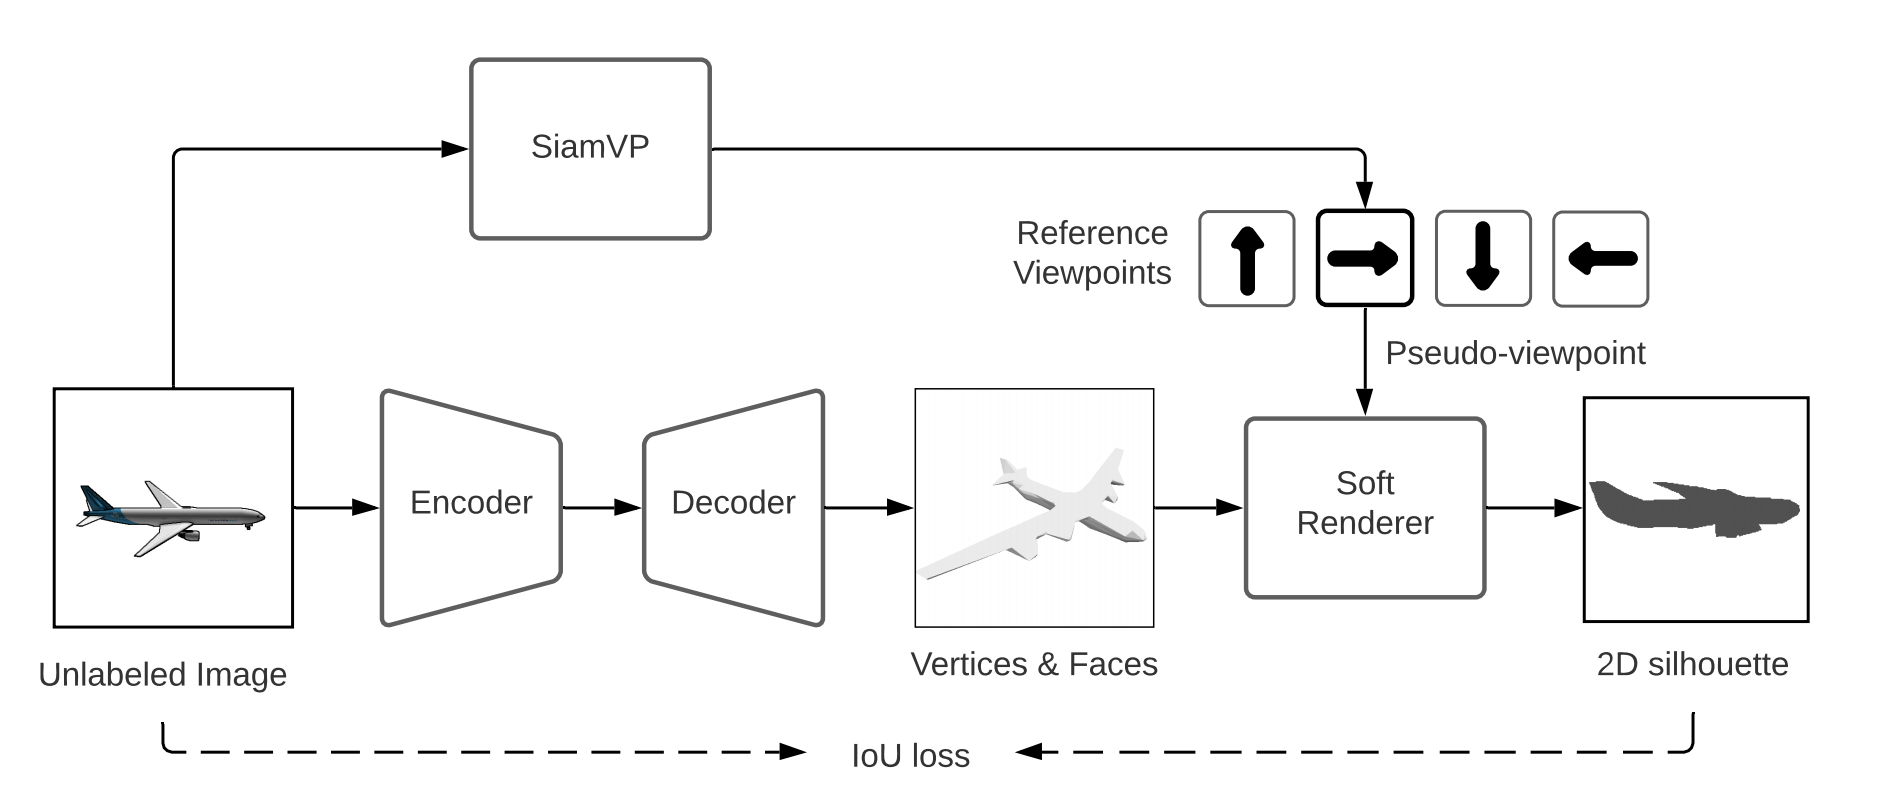 SiamVP
Reference
Viewpoints
Pseudo-viewpoint
Encoder
Decoder
Soft
Renderer
Unlabeled Image
Vertices & Faces
2D silhouette
IoU loss